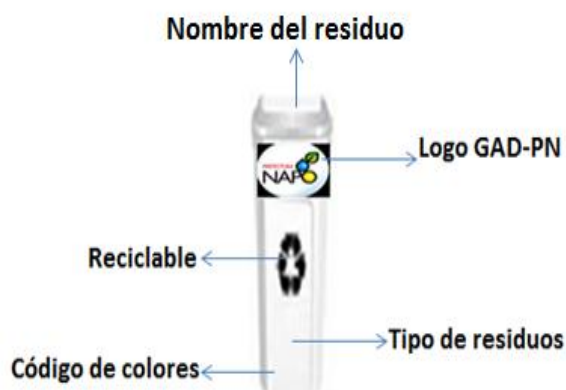 Nombre del residuo
Logo GAD-PN
NAPO
Reciclable
Tipo de residuos
Código de colores